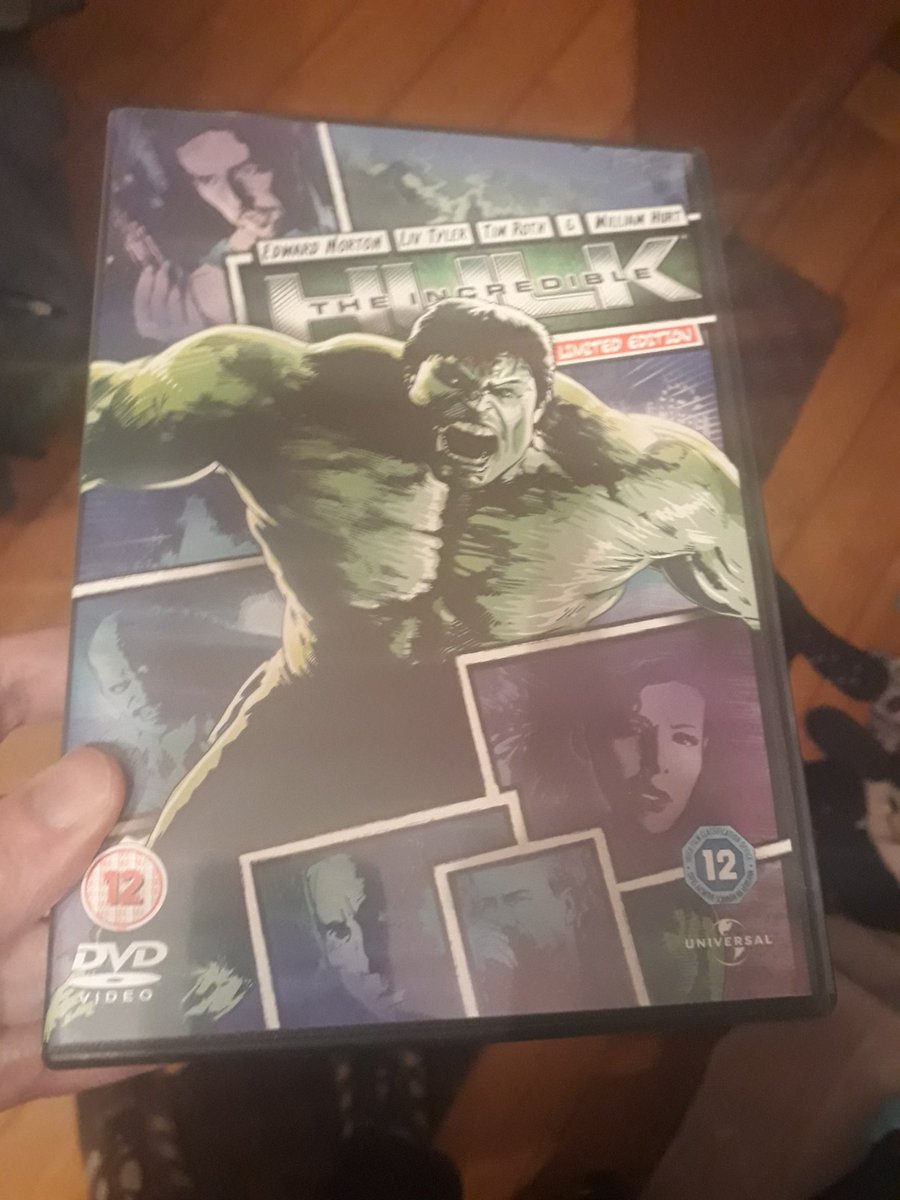 EDWARD NORTON LIV TYLER TIM ROTH & WILLIAM HURT
THE INCREDIBLE
HULK
LIMITED EDITION
12
12
DVD
VIDEO
UNIVERSAL